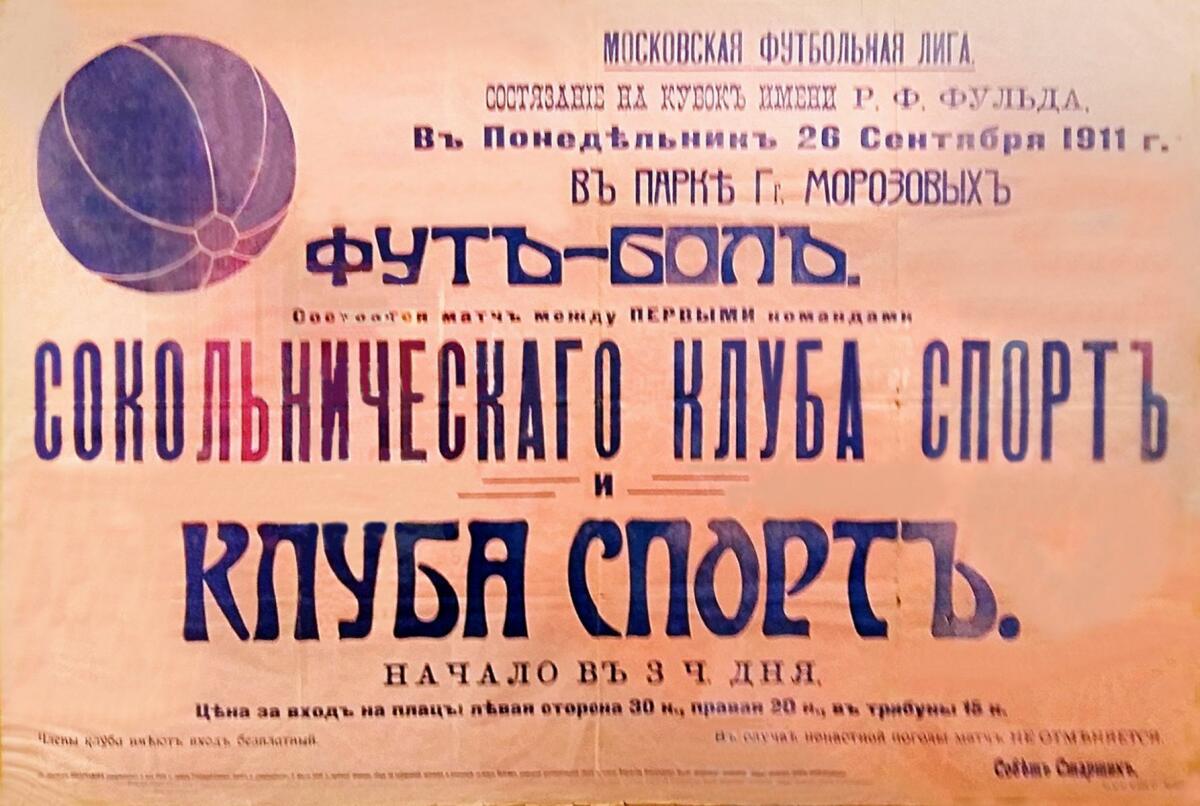 МОСКОВСКАЯ ФУТБОЛЬНАЯ ЛИГА.
СОСТЯЗАНІЕ НА КУБОКЪ ИМЕНИ Р. Ф. ФУЛЬДА.
Въ Понедѣльникъ 26 Сентября 1911 г.
ВЪ ПАРКѢ Гг. МОРОЗОВЫХЪ
ФУТЪ-БОЛЪ.
Состоится матчъ между ПЕРВЫМИ командами
СОКОЛЬНИЧЕСКАГО КЛУБА СПОРТЪ
и
КЛУБА СПОРТЪ.
НАЧАЛО ВЪ 3 Ч. ДНЯ.
Цѣна за входъ на плацъ: лѣвая сторона 30 к., правая 20 к., въ трибуны 15 к.
Члены клуба имѣютъ входъ безплатный.
Въ случаѣ ненастной погоды матчъ НЕ ОТМѢНЯЕТСЯ.
Совѣтъ Старшинъ.